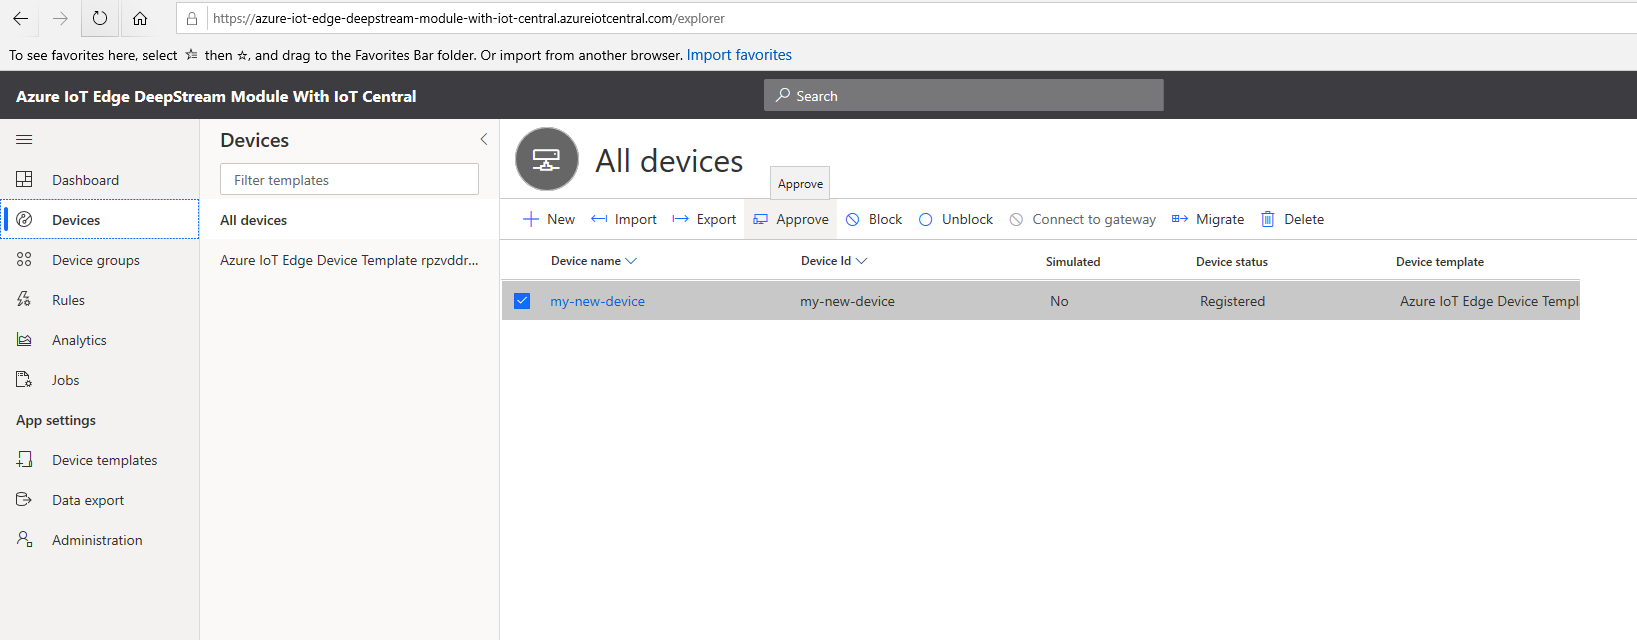 https://azure-iot-edge-deepstream-module-with-iot-central.azureiotcentral.com/explorer
To see favorites here, select then ☆, and drag to the Favorites Bar folder. Or import from another browser. Import favorites
Azure IoT Edge DeepStream Module With IoT Central
Search
Dashboard
Devices
Device groups
Rules
Analytics
Jobs
App settings
Device templates
Data export
Administration
Devices
Filter templates
All devices
Azure IoT Edge Device Template rpzvddr...
All devices
Approve
New Import Export Approve Block Unblock Connect to gateway Migrate Delete
Device name Device Id Simulated Device status Device template
my-new-device my-new-device No Registered Azure IoT Edge Device Templ